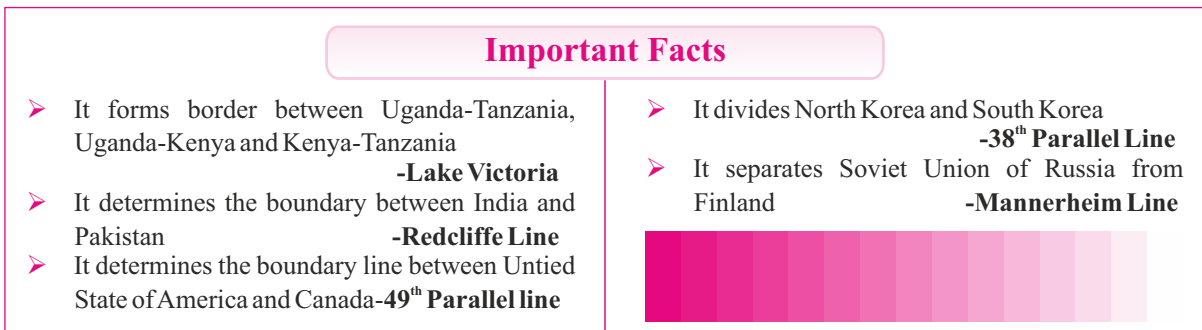 Important Facts
➢ It forms border between Uganda-Tanzania,
Uganda-Kenya and Kenya-Tanzania
-Lake Victoria
➢ It determines the boundary between India and
Pakistan -Redcliffe Line
➢ It determines the boundary line between Untied
State of America and Canada-49th Parallel line
➢ It divides North Korea and South Korea
-38th Parallel Line
➢ It separates Soviet Union of Russia from
Finland -Mannerheim Line